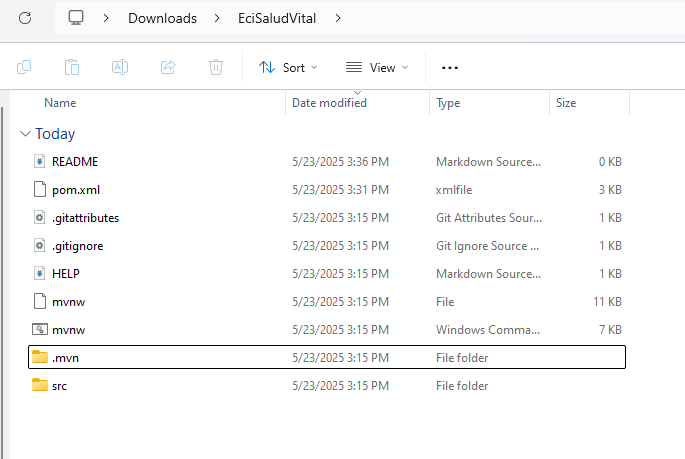 Downloads EciSaludVital
Sort View
Name Date modified Type Size
Today
README 5/23/2025 3:36 PM Markdown Source... 0 KB
pom.xml 5/23/2025 3:31 PM xmlfile 3 KB
.gitattributes 5/23/2025 3:15 PM Git Attributes Sour... 1 KB
.gitignore 5/23/2025 3:15 PM Git Ignore Source ... 1 KB
HELP 5/23/2025 3:15 PM Markdown Source... 1 KB
mvnw 5/23/2025 3:15 PM File 11 KB
mvnw 5/23/2025 3:15 PM Windows Comma... 7 KB
.mvn 5/23/2025 3:15 PM File folder
src 5/23/2025 3:15 PM File folder